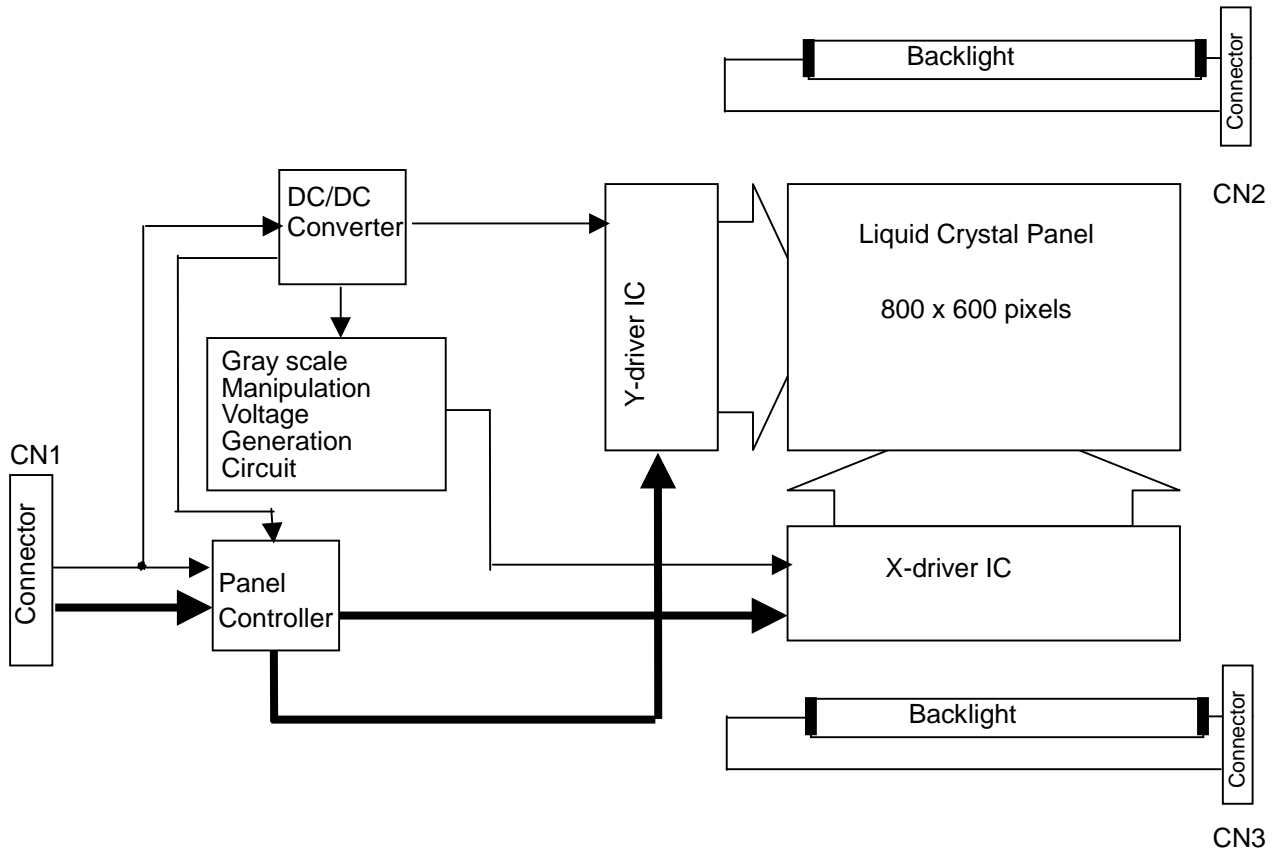 Backlight
Connector
CN2
DC/DC
Converter
Y-driver IC
Liquid Crystal Panel
800 x 600 pixels
Gray scale
Manipulation
Voltage
Generation
Circuit
CN1
Connector
Panel
Controller
X-driver IC
Backlight
Connector
CN3